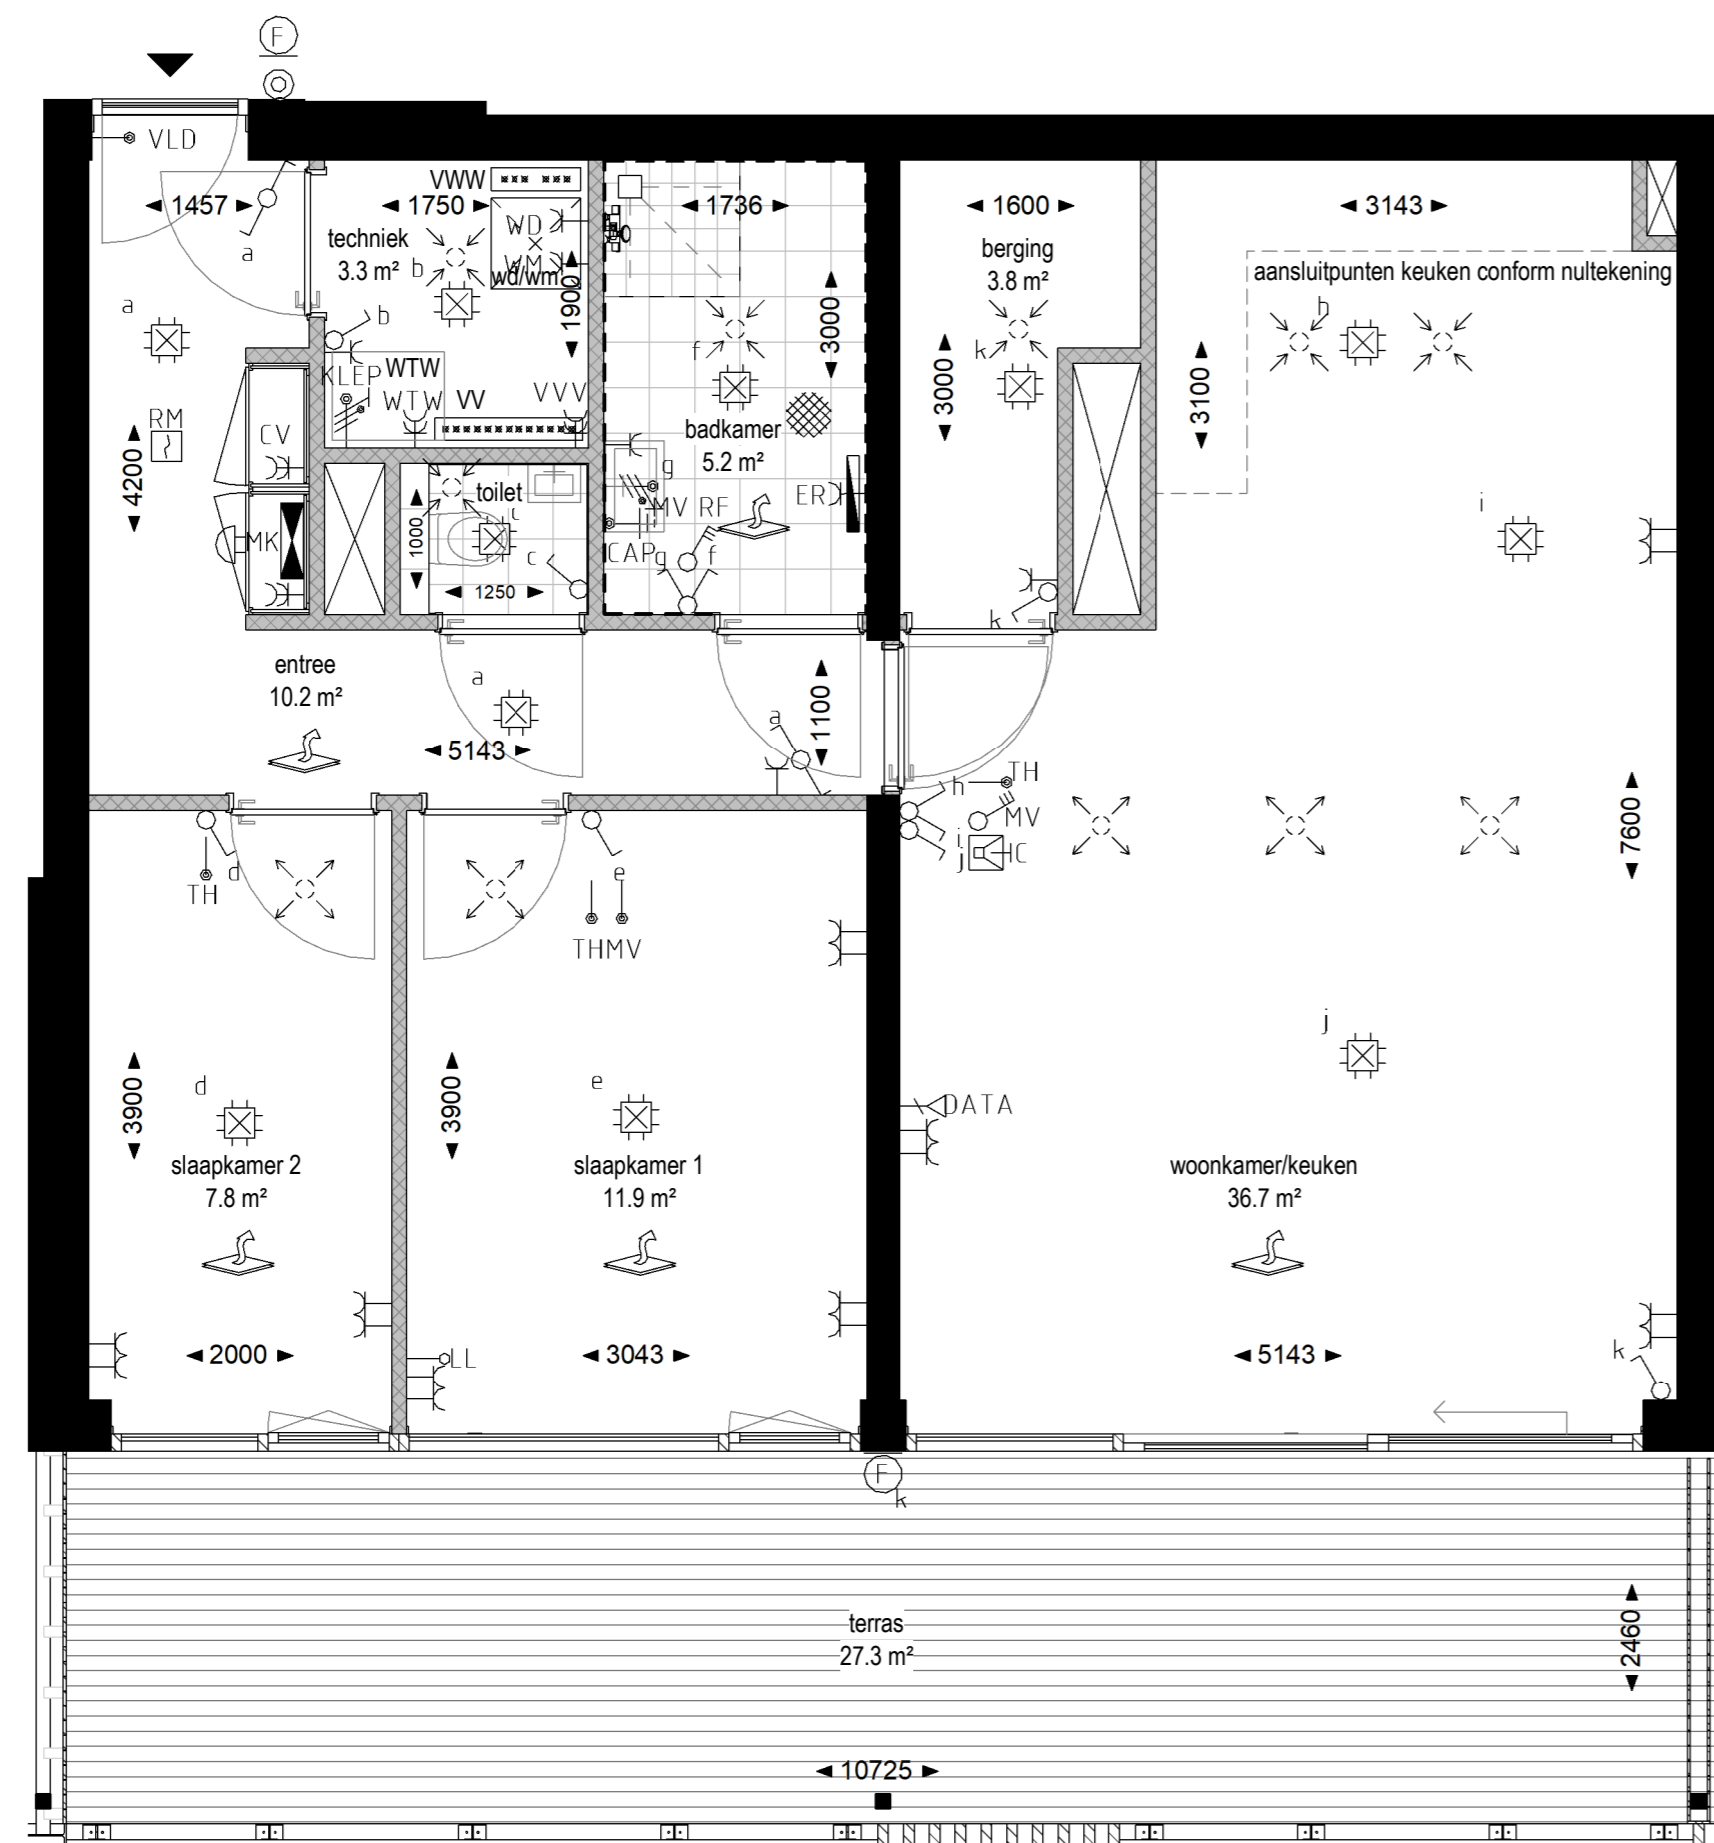 F
VLD
VWW
1457
1750
1736
1600
3143
a
techniek
3.3 m²
b
WD
WM
wd/wm
1900
berging
3.8 m²
aansluitpunten keuken conform nultekening
a
b
3000
f
k
h
3000
3100
KLEP
WTW
WTW
VV
VVV
RM
CV
4200
badkamer
5.2 m²
g
toilet
1000
MV
RF
ER
i
MK
c
CAP
g
f
1250
k
entree
10.2 m²
a
a
1100
5143
h
TH
MV
i
j
C
7600
d
TH
e
THMV
j
d
e
3900
3900
DATA
slaapkamer 2
7.8 m²
slaapkamer 1
11.9 m²
woonkamer/keuken
36.7 m²
2000
LL
3043
5143
k
F
k
terras
27.3 m²
2460
10725